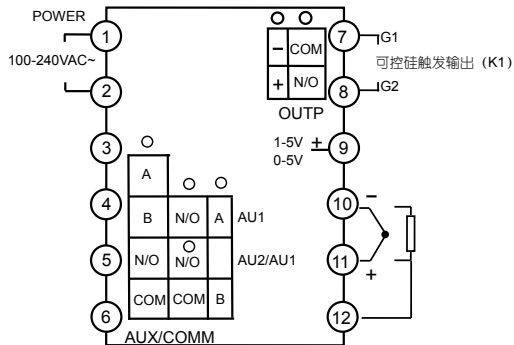 POWER
1
100-240VAC~
2
3
4
5
6
− COM
+ N/O
OUTP
7
G1
可控硅触发输出 (K1)
8
G2
1-5V +
0-5V
9
10
−
11
+
12
A
B N/O A AU1
N/O N/O AU2/AU1
COM COM B
AUX/COMM